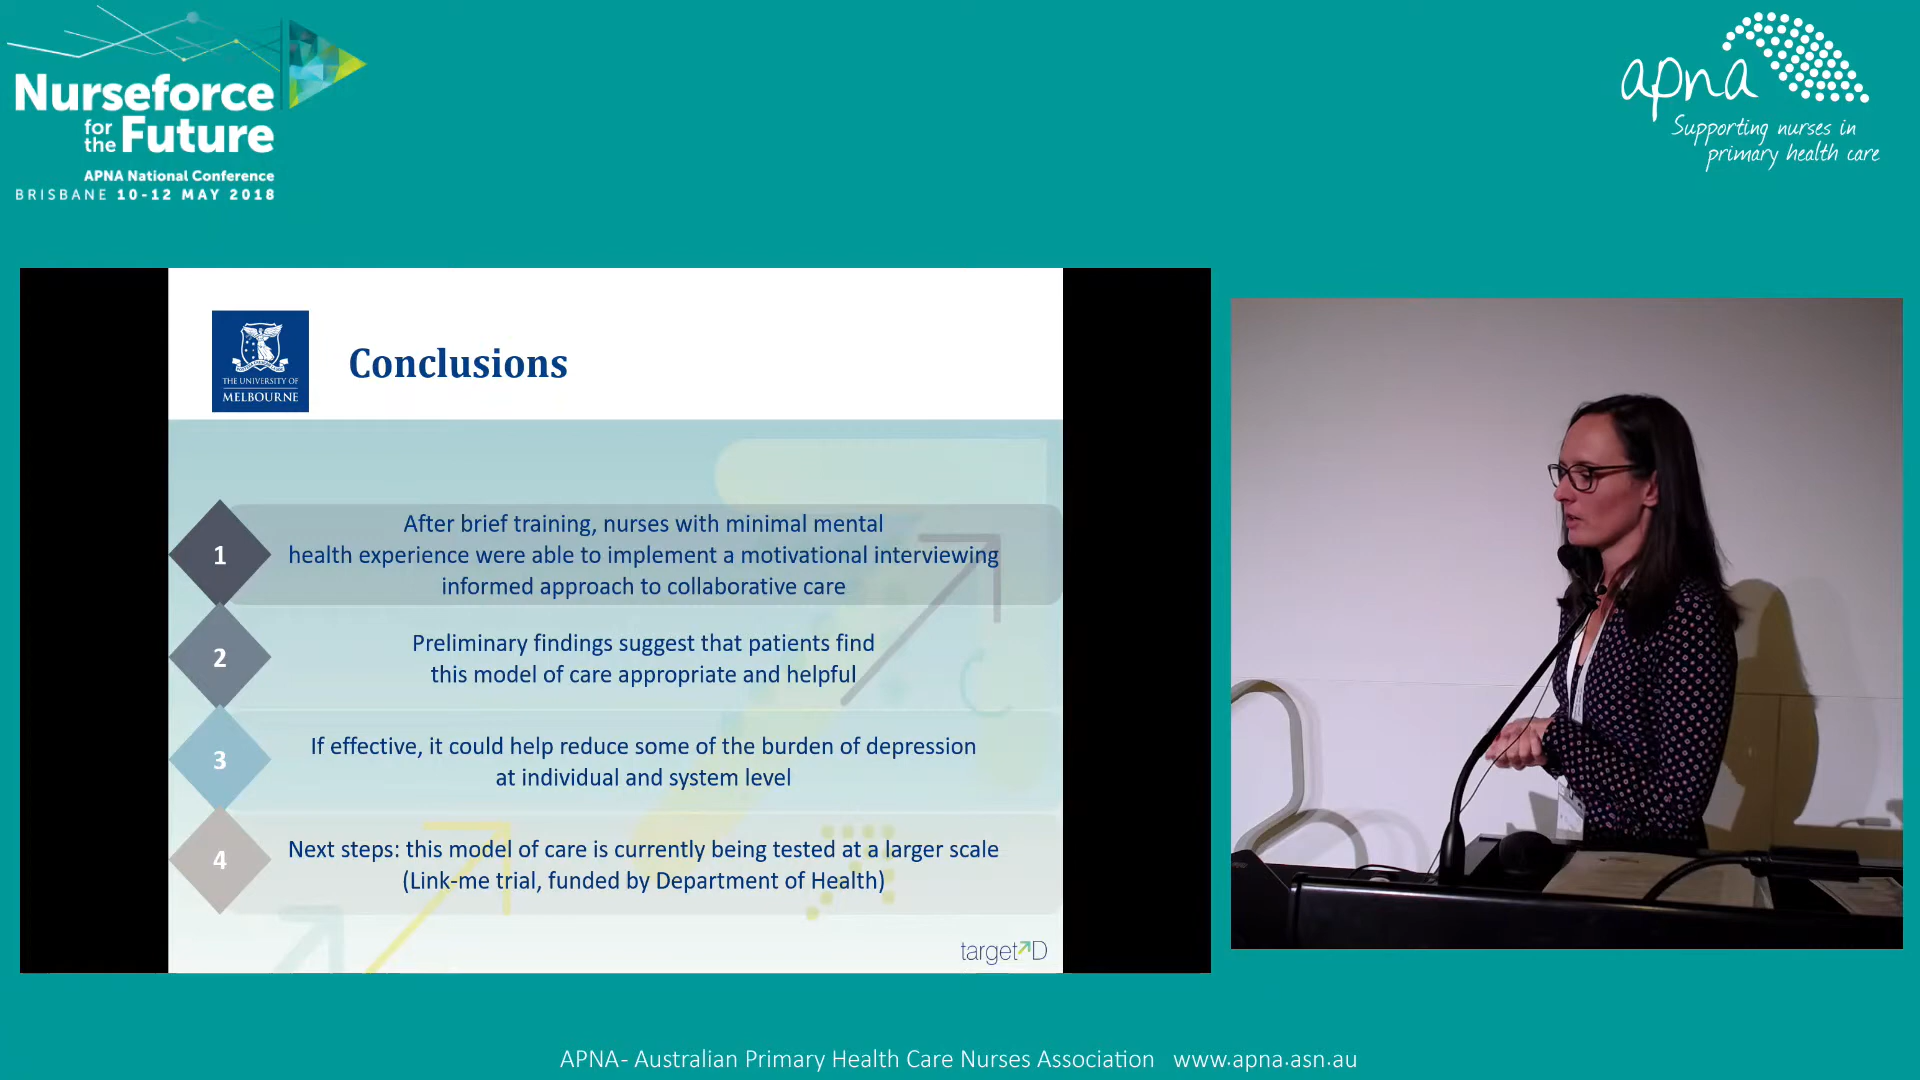 Nurseforce
for the Future
APNA National Conference
BRISBANE 10-12 MAY 2018
apna
Supporting nurses in
primary health care
THE UNIVERSITY OF
MELBOURNE
Conclusions
1
After brief training, nurses with minimal mental
health experience were able to implement a motivational interviewing
informed approach to collaborative care
2
Preliminary findings suggest that patients find
this model of care appropriate and helpful
3
If effective, it could help reduce some of the burden of depression
at individual and system level
4
Next steps: this model of care is currently being tested at a larger scale
(Link-me trial, funded by Department of Health)
target D
APNA- Australian Primary Health Care Nurses Association www.apna.asn.au